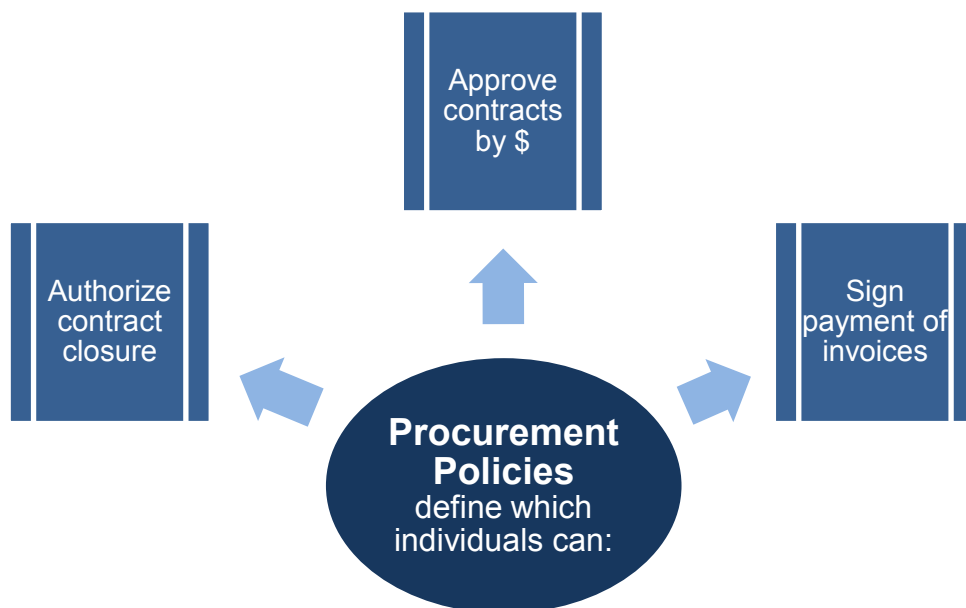 Approve
contracts
by $
Authorize
contract
closure
Sign
payment of
invoices
Procurement
Policies
define which
individuals can: